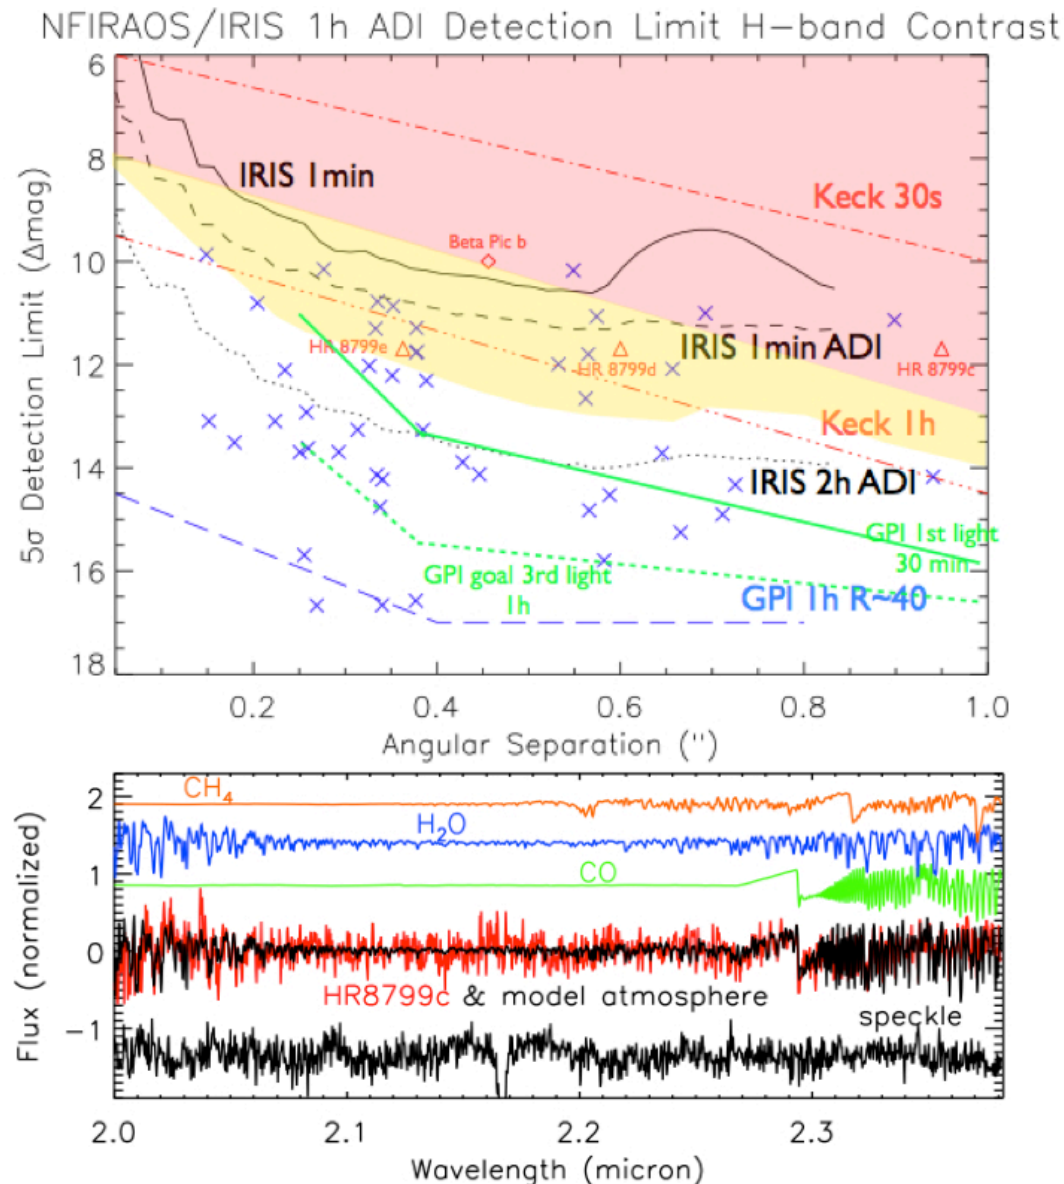 NFIRAOS/IRIS 1h ADI Detection Limit H-band Contrast
6
8
10
12
14
16
18
5σ Detection Limit (Δmag)
IRIS 1min
Keck 30s
Beta Pic b
IRIS 1min ADI
HR 8799e
HR 8799d
HR 8799c
Keck 1h
IRIS 2h ADI
GPI 1st light
30 min
GPI goal 3rd light
1h
GPI 1h R~40
0.2
0.4
0.6
0.8
1.0
Angular Separation (")
2
1
0
-1
Flux (normalized)
CH₄
H₂O
CO
HR8799c & model atmosphere
speckle
2.0
2.1
2.2
2.3
Wavelength (micron)